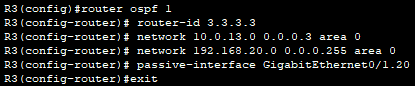 R3(config)#router ospf 1
R3(config-router)# router-id 3.3.3.3
R3(config-router)# network 10.0.13.0 0.0.0.3 area 0
R3(config-router)# network 192.168.20.0 0.0.0.255 area 0
R3(config-router)# passive-interface GigabitEthernet0/1.20
R3(config-router)#exit